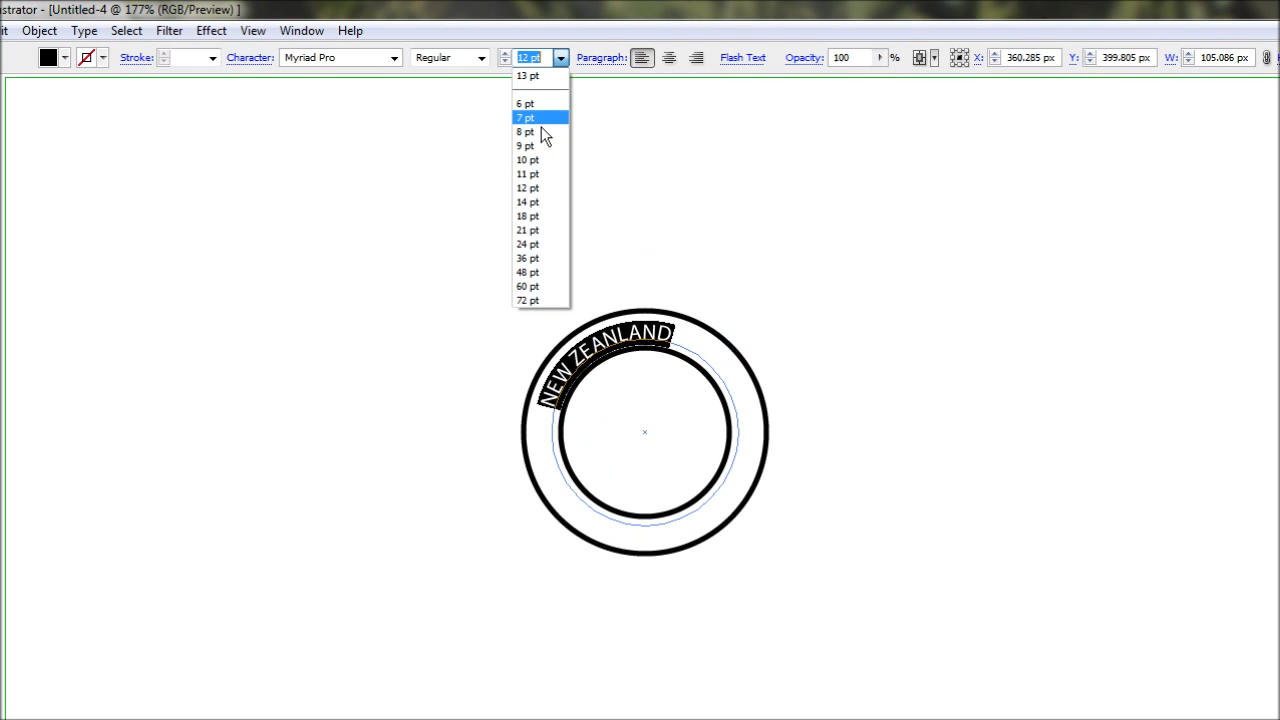 strator - [Untitled-4 @ 177% (RGB/Preview) ]
it Object Type Select Filter Effect View Window Help
Stroke: Character: Myriad Pro Regular 12 pt Paragraph: Flash Text Opacity: 100 % X: 360.285 px Y: 399.805 px W: 105.086 px
13 pt
6 pt
7 pt
8 pt
9 pt
10 pt
11 pt
12 pt
14 pt
18 pt
21 pt
24 pt
36 pt
48 pt
60 pt
72 pt
NEW ZEANLAND